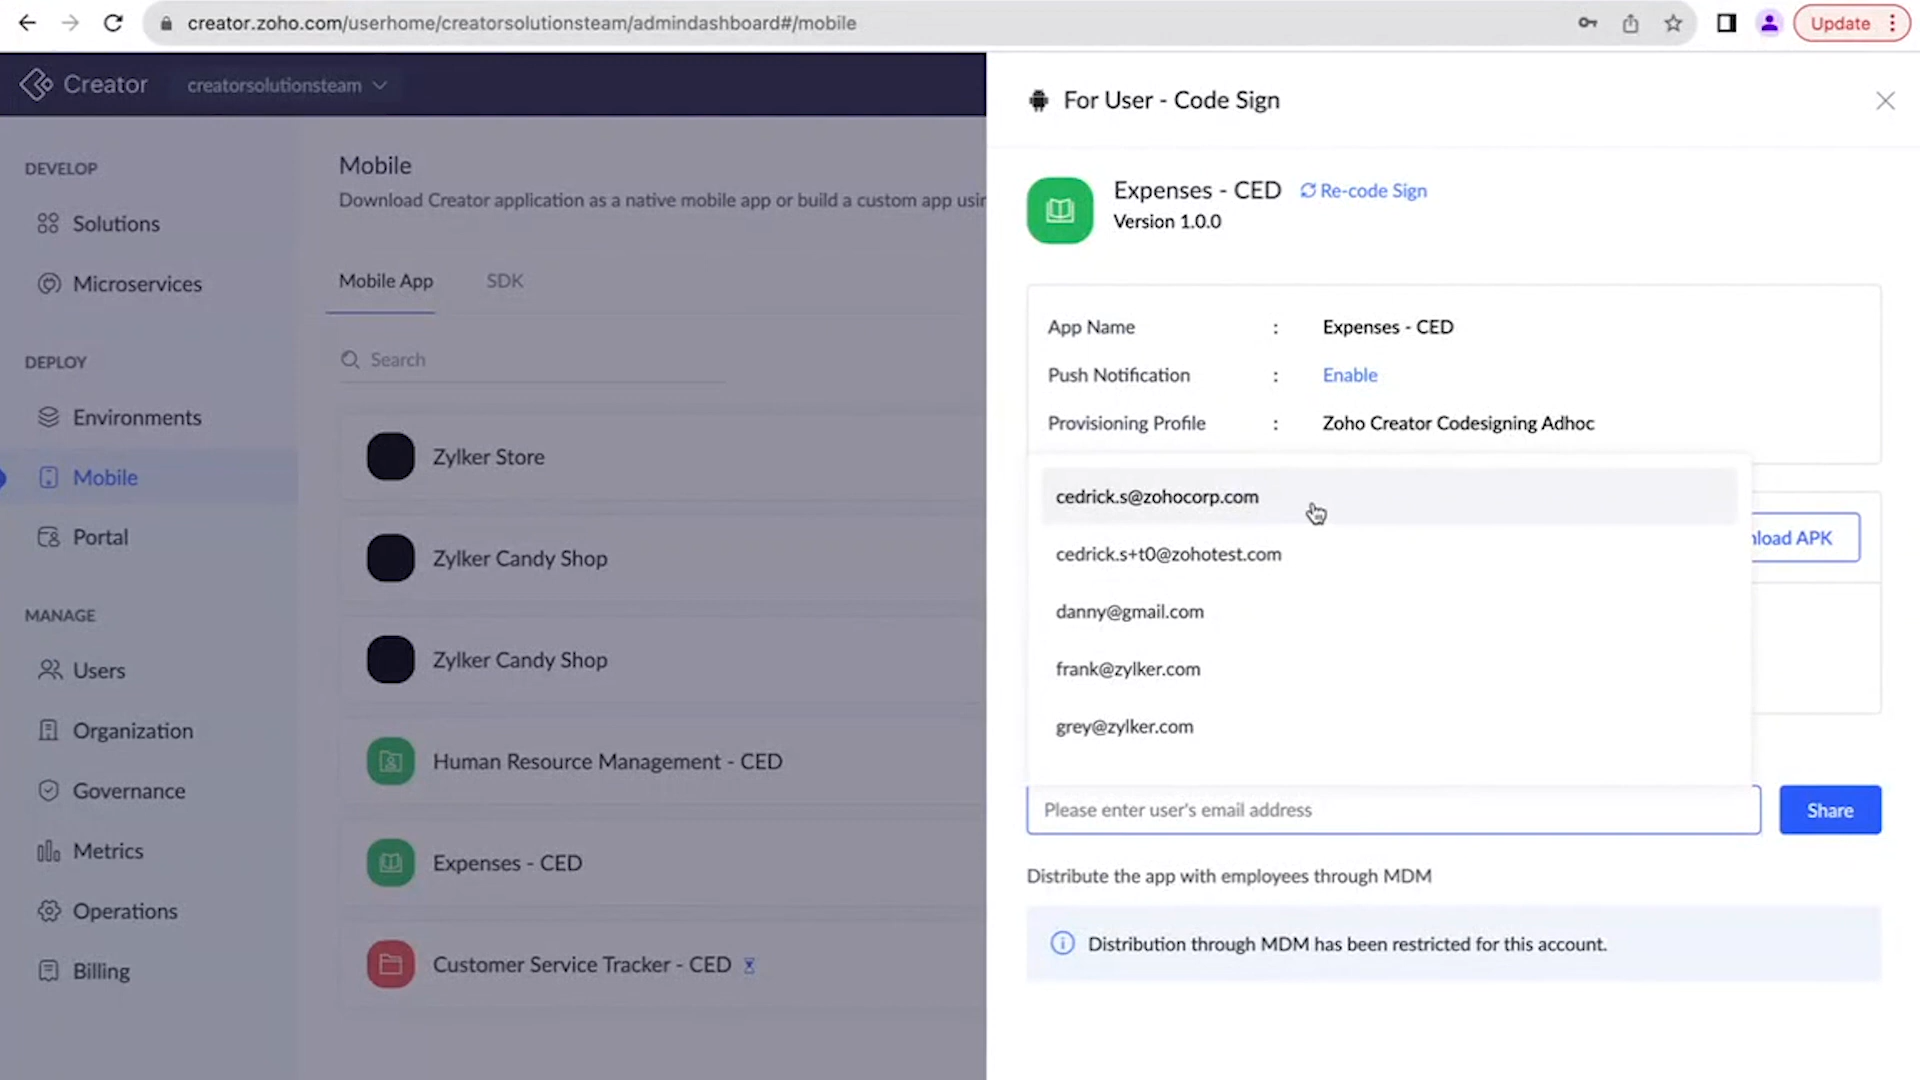 creator.zoho.com/userhome/creatorsolutionsteam/admindashboard#/mobile
Update
Creator
creatorsolutionsteam
DEVELOP
Solutions
Microservices
DEPLOY
Environments
Mobile
Portal
MANAGE
Users
Organization
Governance
Metrics
Operations
Billing
Mobile
Download Creator application as a native mobile app or build a custom app
Mobile App
SDK
Search
Zylker Store
Zylker Candy Shop
Zylker Candy Shop
Human Resource Management - CED
Expenses - CED
Customer Service Tracker - CED
For User - Code Sign
Expenses - CED
Re-code Sign
Version 1.0.0
App Name : Expenses - CED
Push Notification : Enable
Provisioning Profile : Zoho Creator Codesigning Adhoc
cedrick.s@zohocorp.com
cedrick.s+t0@zohotest.com
danny@gmail.com
frank@zylker.com
grey@zylker.com
APK
Please enter user's email address
Share
Distribute the app with employees through MDM
Distribution through MDM has been restricted for this account.